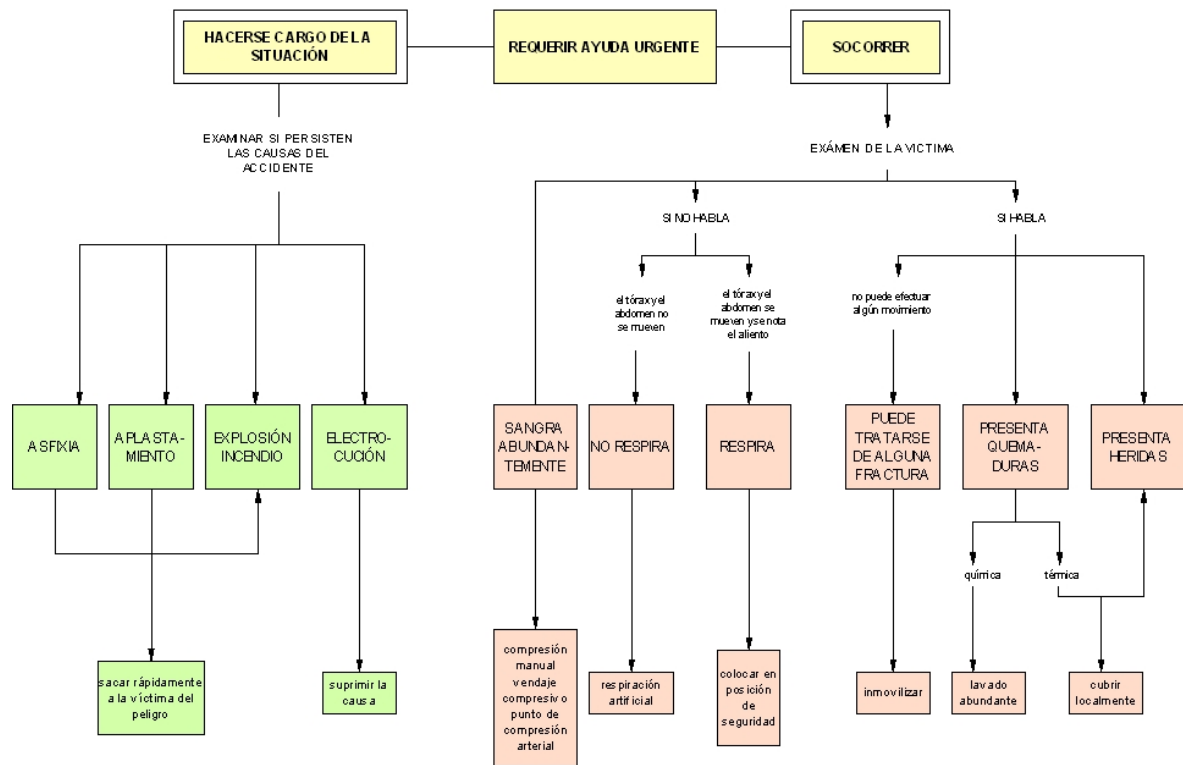 HACERSE CARGO DE LA
SITUACIÓN
REQUERIR AYUDA URGENTE
SOCORRER
EXAMINAR SI PERSISTEN
LAS CAUSAS DEL
ACCIDENTE
EXÁMEN DE LA VICTIMA
SI NO HABLA
SI HABLA
el tórax y el
abdomen no
se mueven
el tórax y el
abdomen se
mueven y se nota
el aliento
no puede efectuar
algún movimiento
ASFIXIA
APLASTA-
MIENTO
EXPLOSIÓN
INCENDIO
ELECTRO-
CUCIÓN
SANGRA
ABUNDAN-
TEMENTE
NO RESPIRA
RESPIRA
PUEDE
TRATARSE
DE ALGUNA
FRACTURA
PRESENTA
QUEMA-
DURAS
PRESENTA
HERIDAS
química
térmica
sacar rápidamente
a la víctima del
peligro
suprimir la
causa
compresión
manual
vendaje
compresivo
punto de
compresión
arterial
respiración
artificial
colocar en
posición
de
seguridad
inmovilizar
lavado
abundante
cubrir
localmente